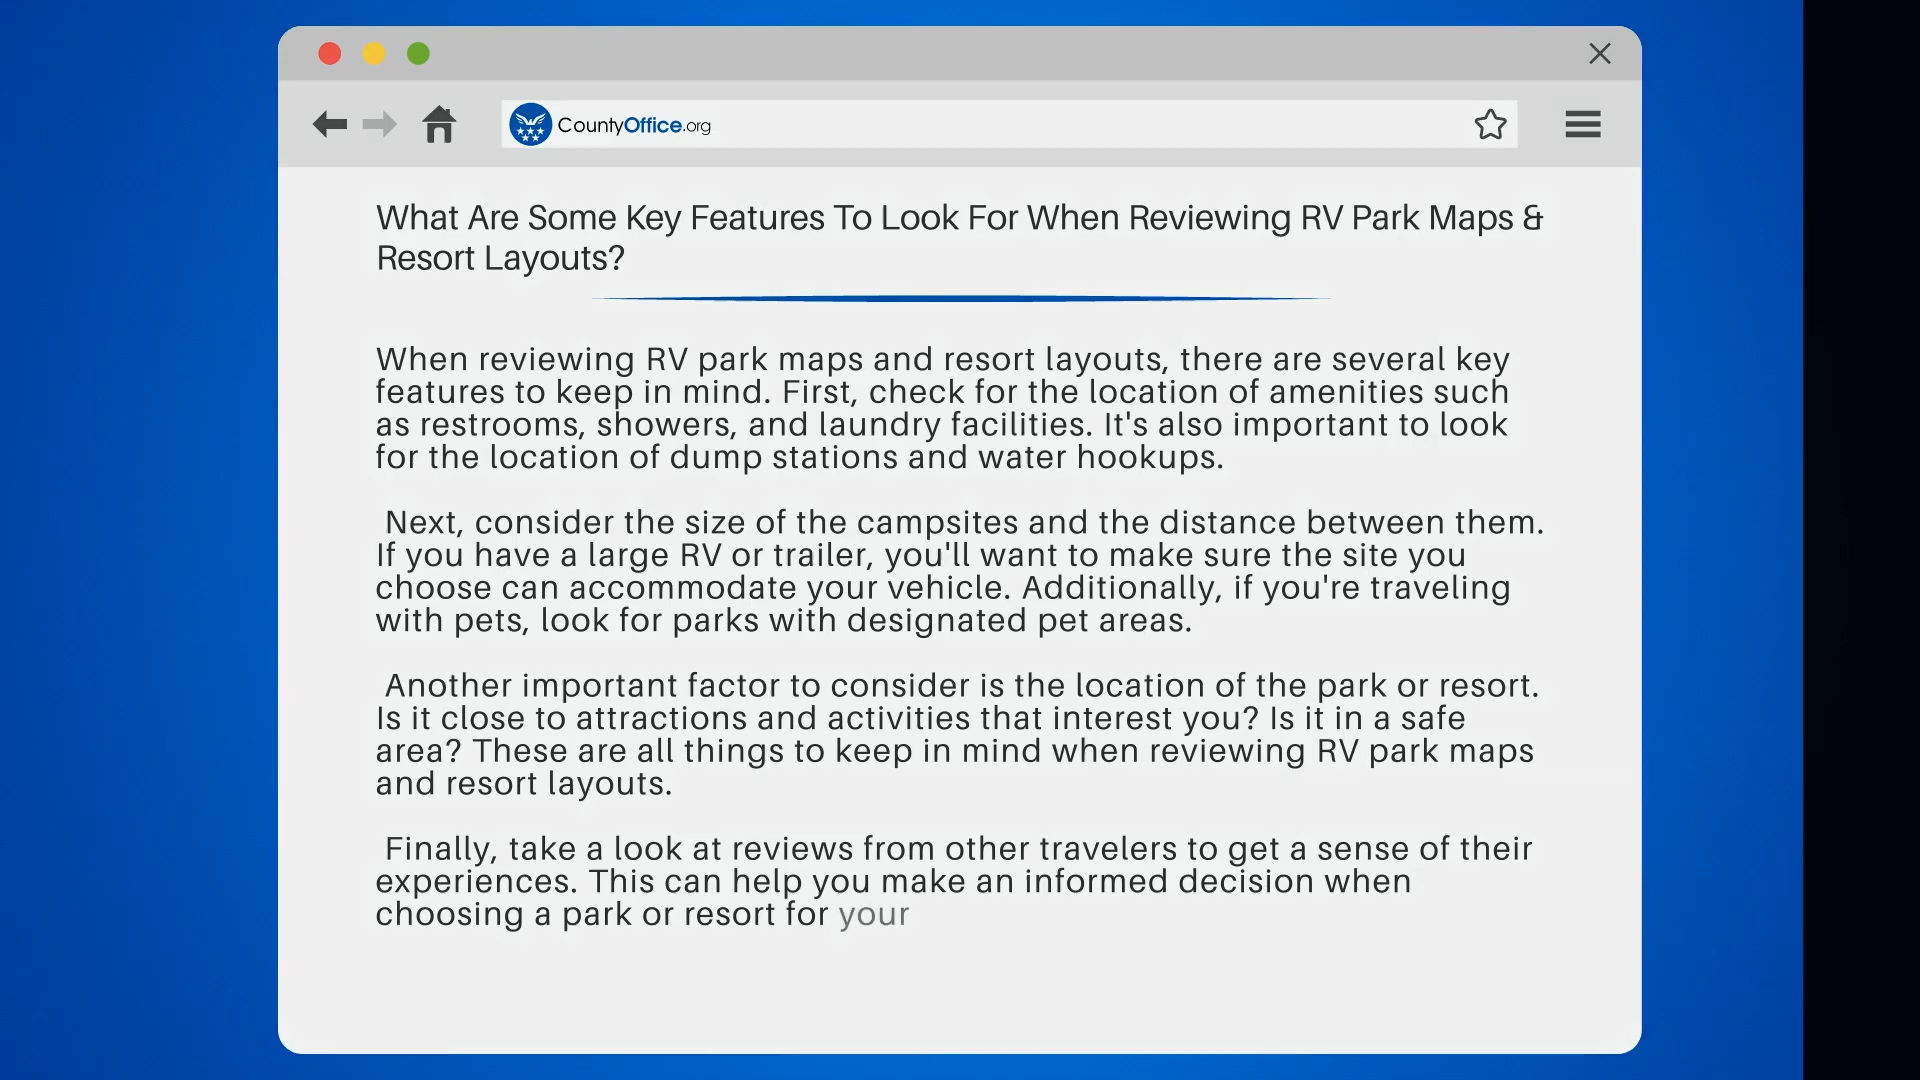 CountyOffice.org
What Are Some Key Features To Look For When Reviewing RV Park Maps &
Resort Layouts?
When reviewing RV park maps and resort layouts, there are several key
features to keep in mind. First, check for the location of amenities such
as restrooms, showers, and laundry facilities. It's also important to look
for the location of dump stations and water hookups.
Next, consider the size of the campsites and the distance between them.
If you have a large RV or trailer, you'll want to make sure the site you
choose can accommodate your vehicle. Additionally, if you're traveling
with pets, look for parks with designated pet areas.
Another important factor to consider is the location of the park or resort.
Is it close to attractions and activities that interest you? Is it in a safe
area? These are all things to keep in mind when reviewing RV park maps
and resort layouts.
Finally, take a look at reviews from other travelers to get a sense of their
experiences. This can help you make an informed decision when
choosing a park or resort for your